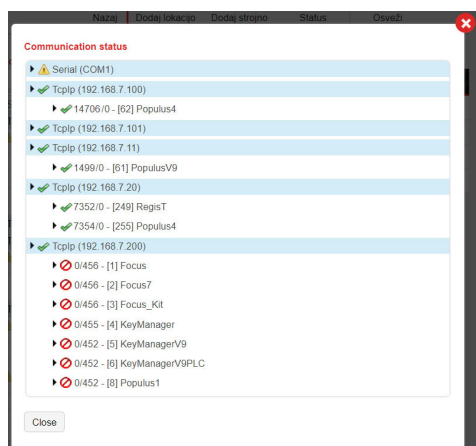 Nazaj Dodaj lokacijo Dodaj strojno Status Osveži
Communication status
Serial (COM1)
TcpIp (192.168.7.100)
14706/0 - [62] Populus4
TcpIp (192.168.7.101)
TcpIp (192.168.7.11)
1499/0 - [61] PopulusV9
TcpIp (192.168.7.20)
7352/0 - [249] RegisT
7354/0 - [255] Populus4
TcpIp (192.168.7.200)
0/456 - [1] Focus
0/456 - [2] Focus7
0/456 - [3] Focus_Kit
0/455 - [4] KeyManager
0/452 - [5] KeyManagerV9
0/452 - [6] KeyManagerV9PLC
0/452 - [8] Populus1
Close